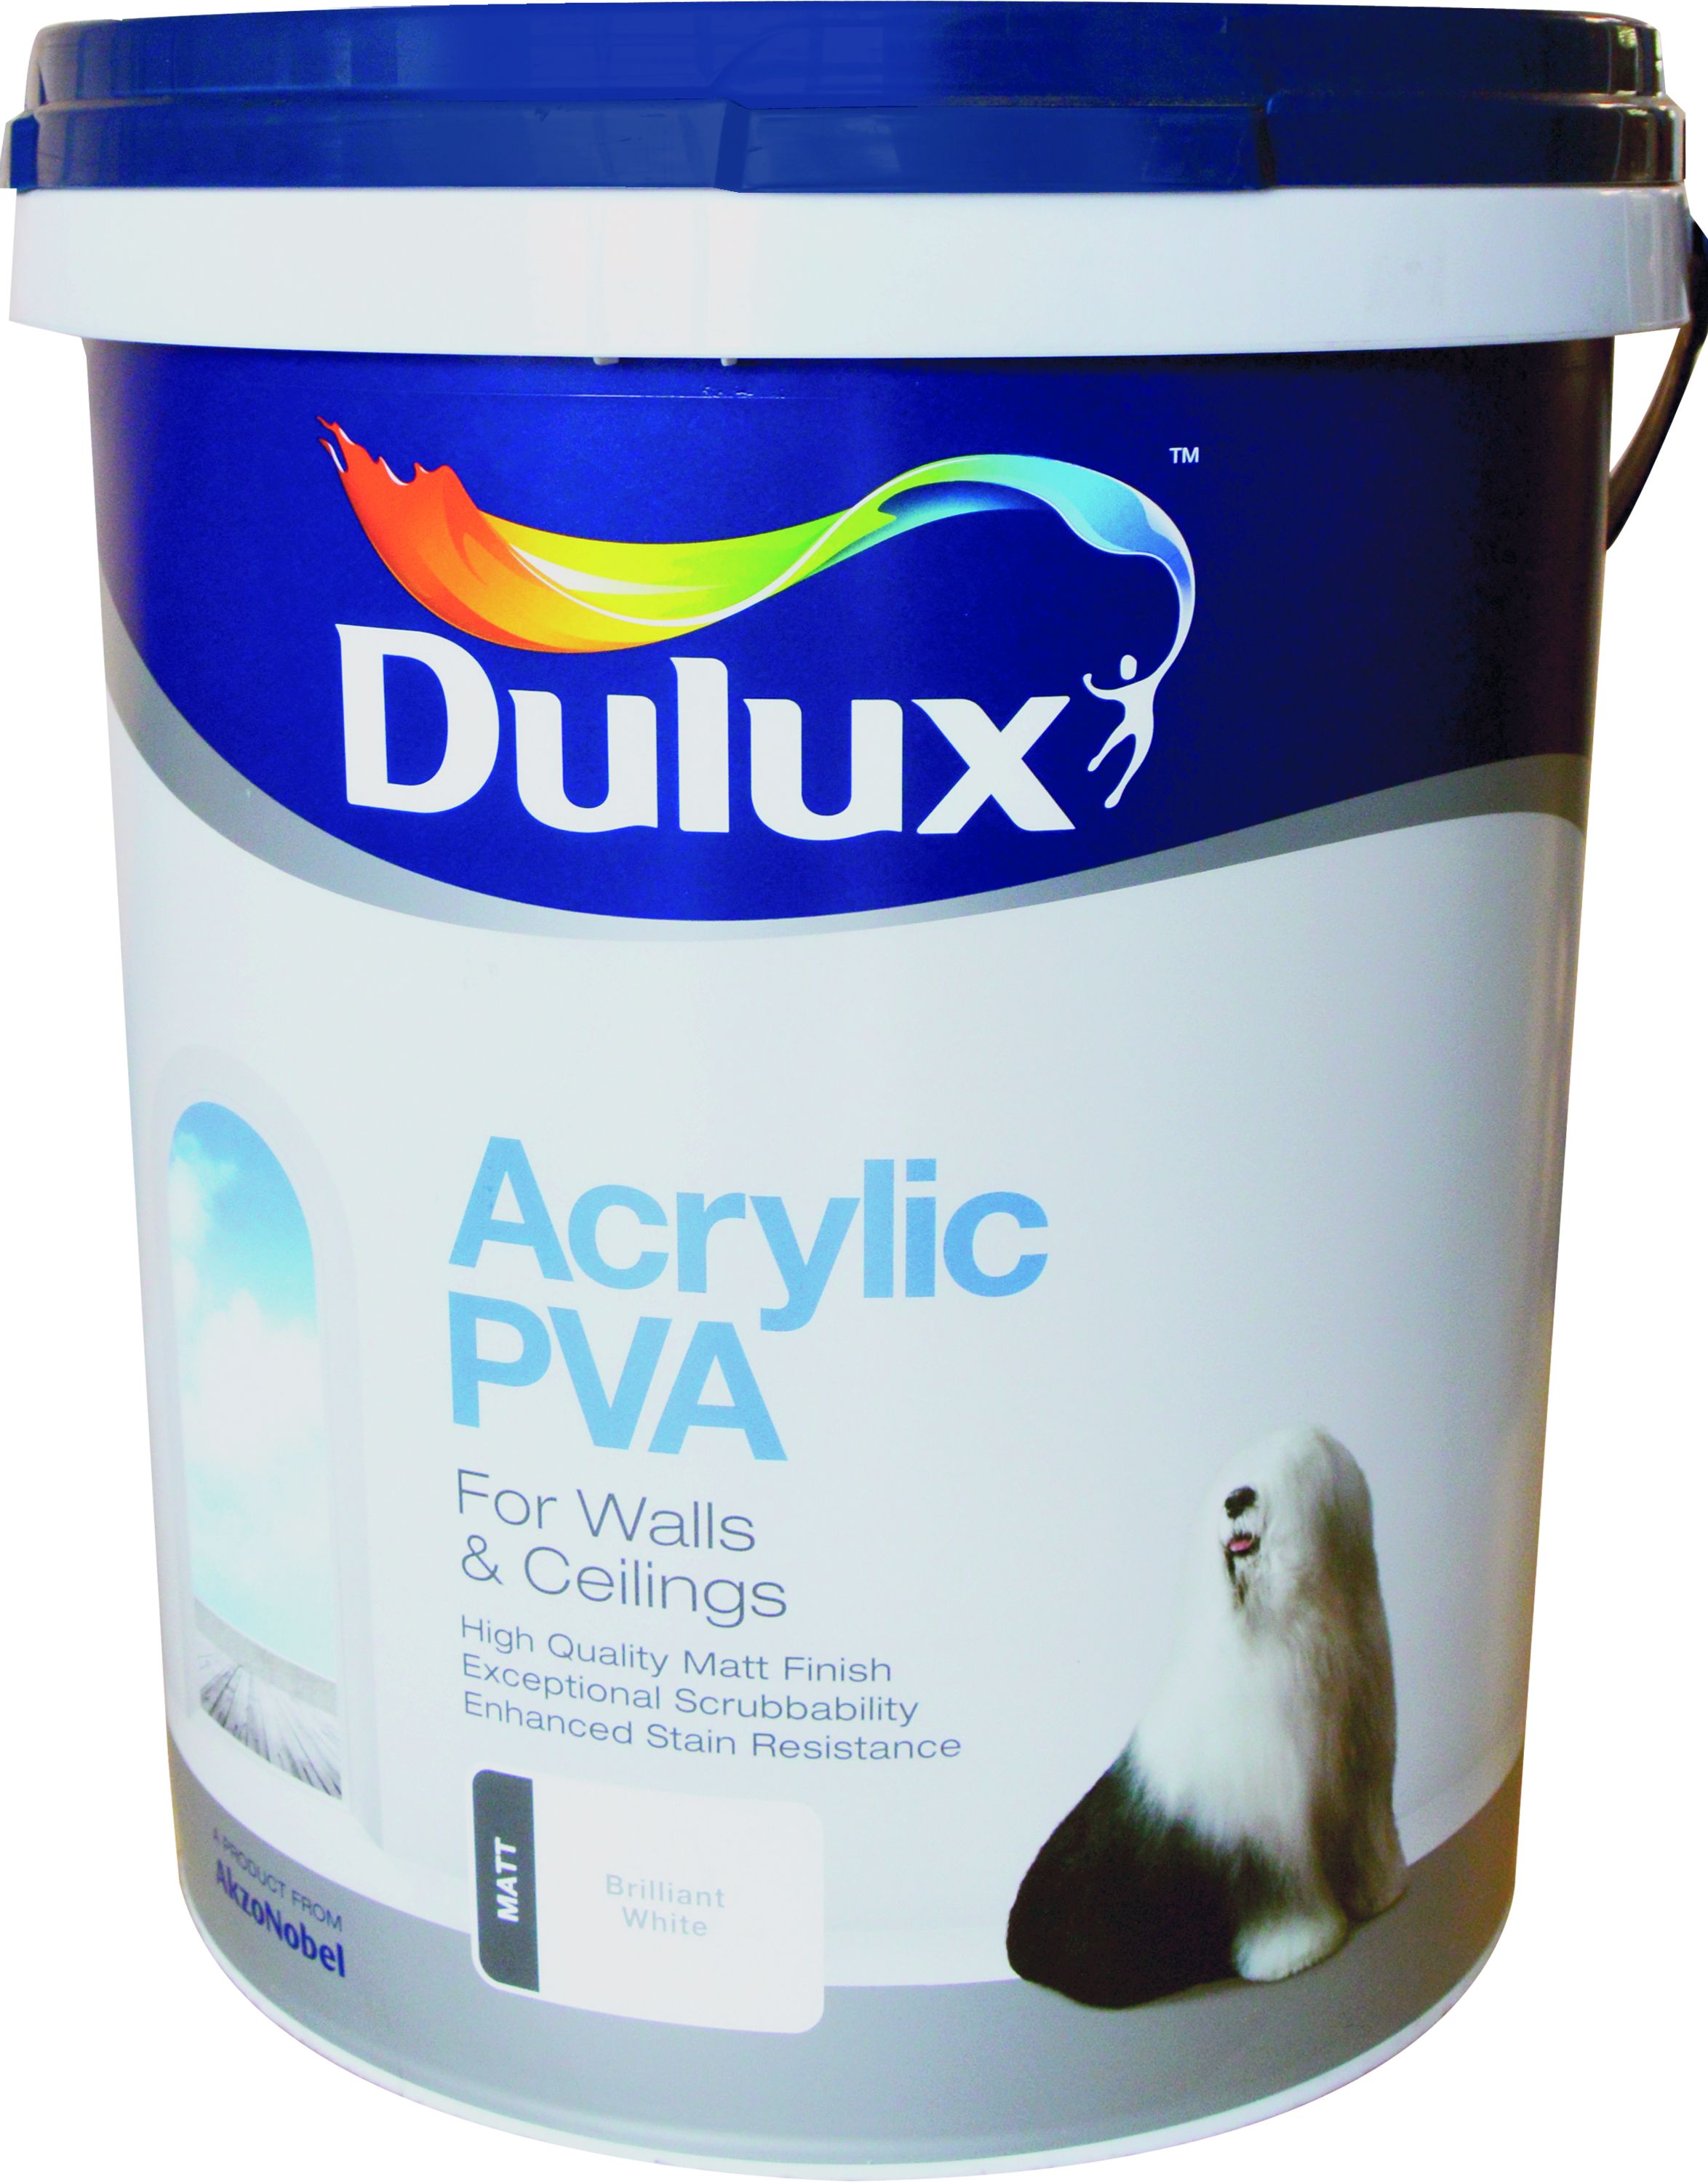 TM
Dulux
Acrylic
PVA
For Walls
& Ceilings
High Quality Matt Finish
Exceptional Scrubbability
Enhanced Stain Resistance
MATT
Brilliant
White
A PRODUCT FROM
AkzoNobel